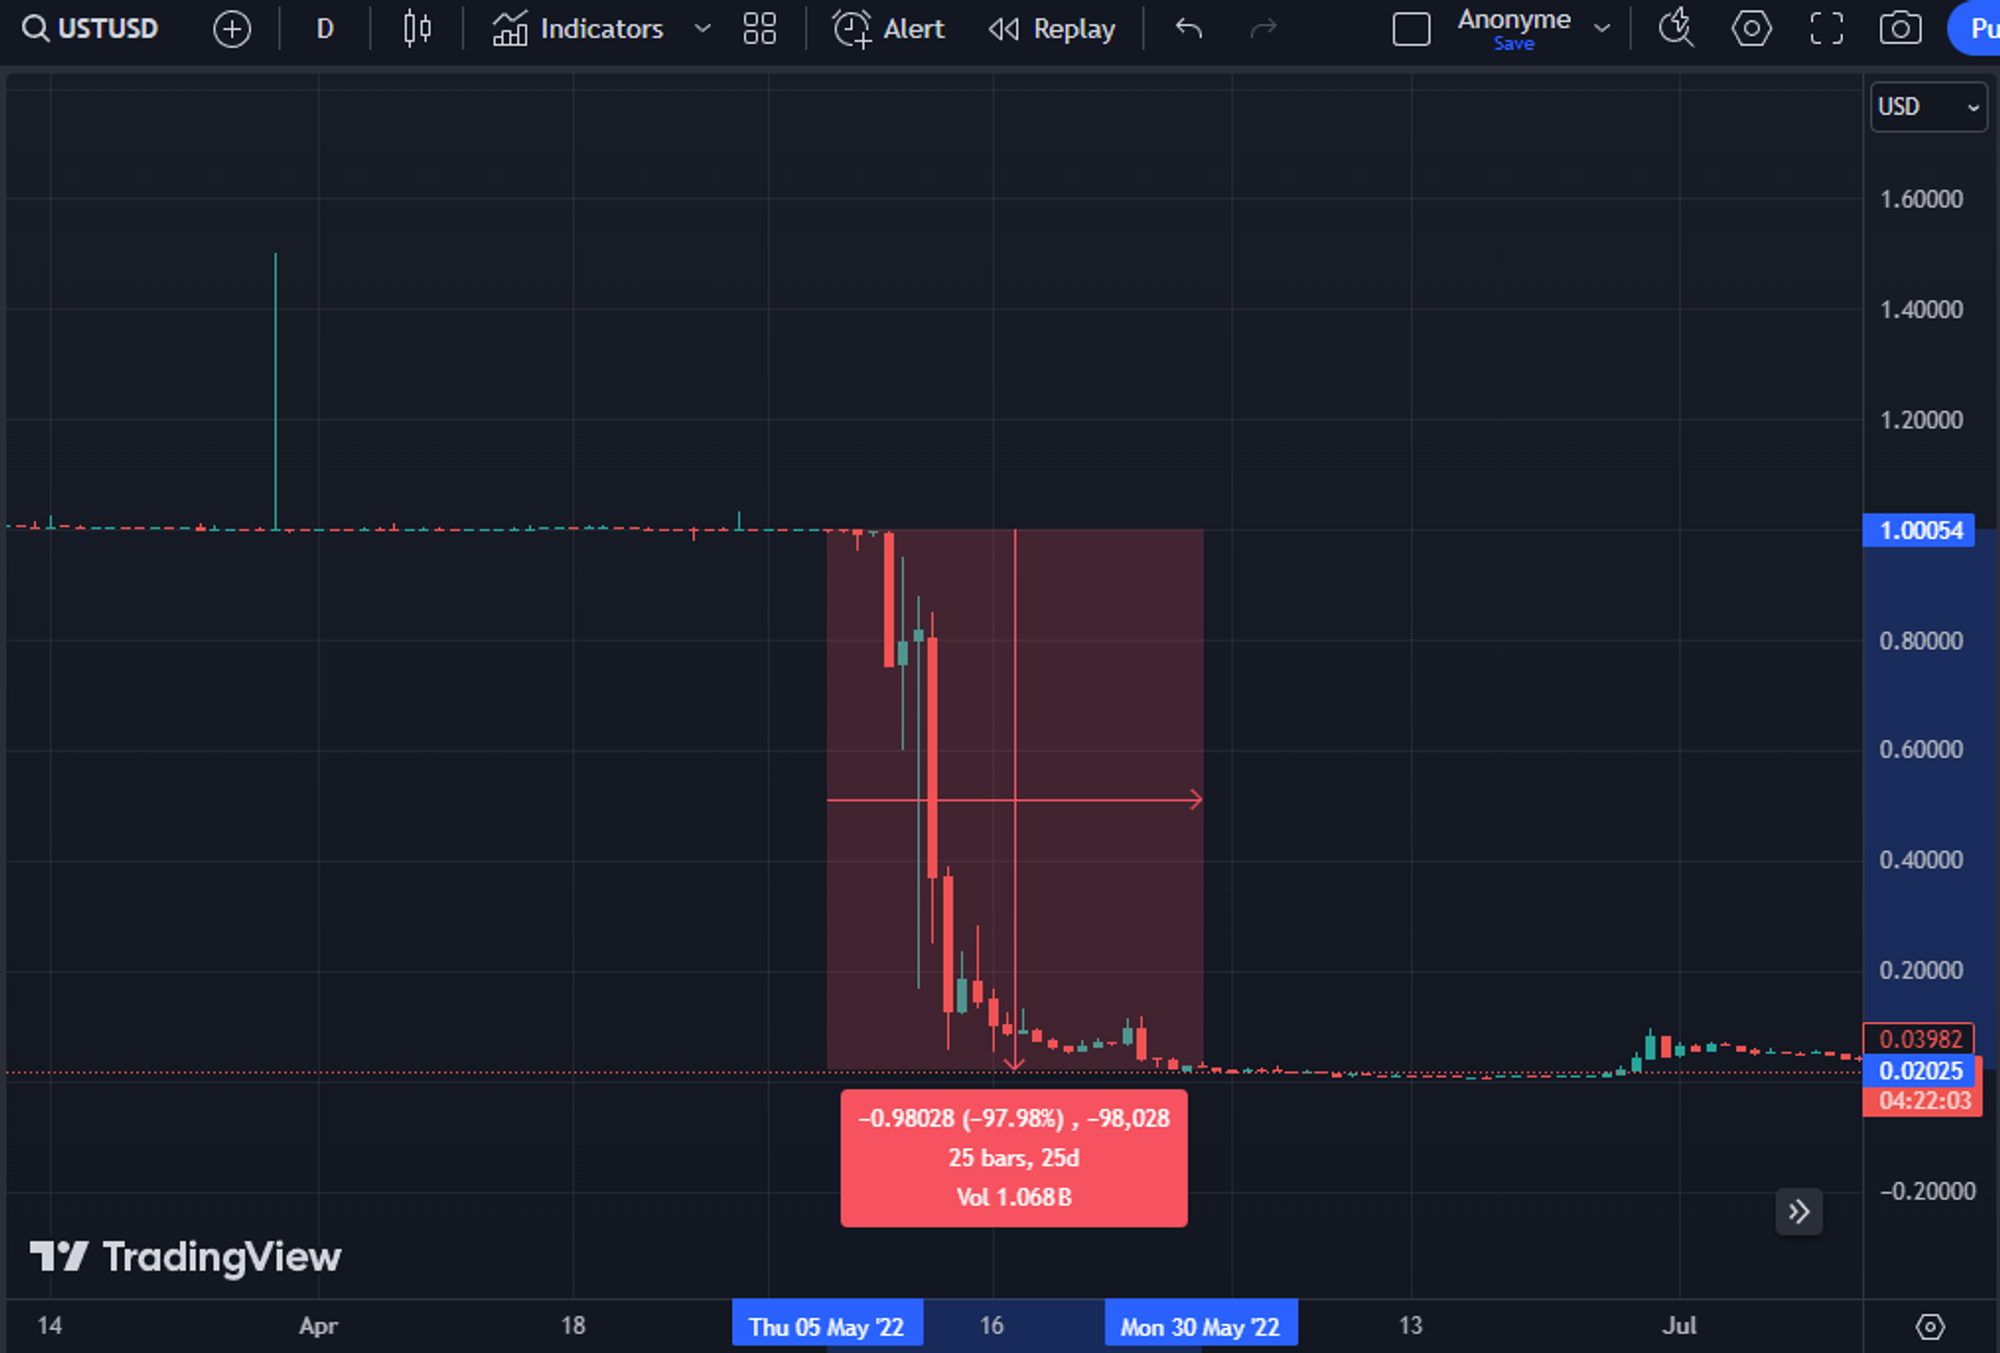 USTUSD D Indicators Alert Replay Anonyme Pu
Save
USD
1.60000
1.40000
1.20000
1.00054
0.80000
0.60000
0.40000
0.20000
0.03982
0.02025
04:22:03
−0.20000
−0.98028 (−97.98%) , −98,028
25 bars, 25d
Vol 1.068B
TradingView
14 Apr 18 Thu 05 May '22 16 Mon 30 May '22 13 Jul